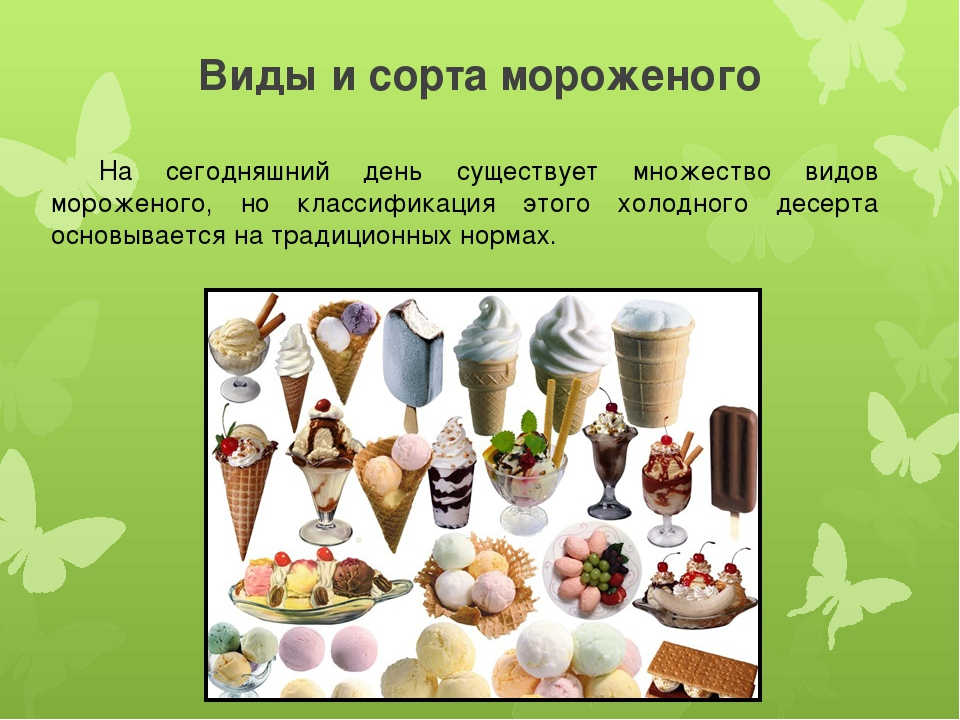 Виды и сорта мороженого
На сегодняшний день существует множество видов
мороженого, но классификация этого холодного десерта
основывается на традиционных нормах.